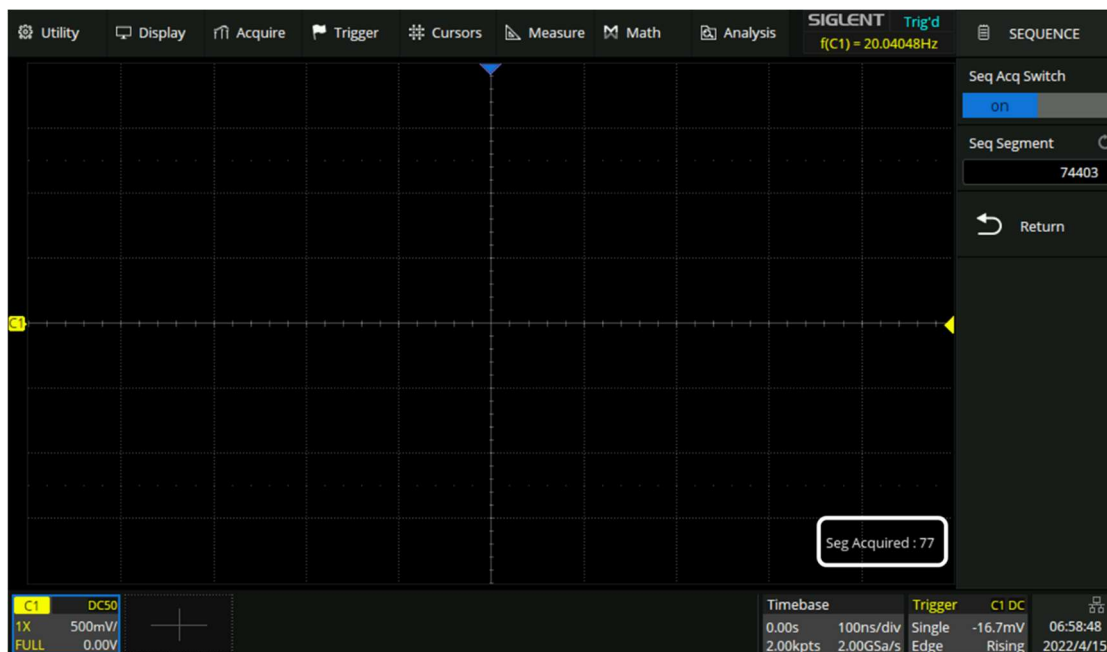 Utility Display Acquire Trigger Cursors Measure Math Analysis
SIGLENT Trig'd
f(C1) = 20.04048Hz
SEQUENCE
Seq Acq Switch
on
Seq Segment
74403
Return
C1
Seg Acquired : 77
C1 DC50
1X 500mV/
FULL 0.00V
Timebase
0.00s 100ns/div
2.00kpts 2.00GSa/s
Trigger C1 DC
Single -16.7mV
Edge Rising
06:58:48
2022/4/15